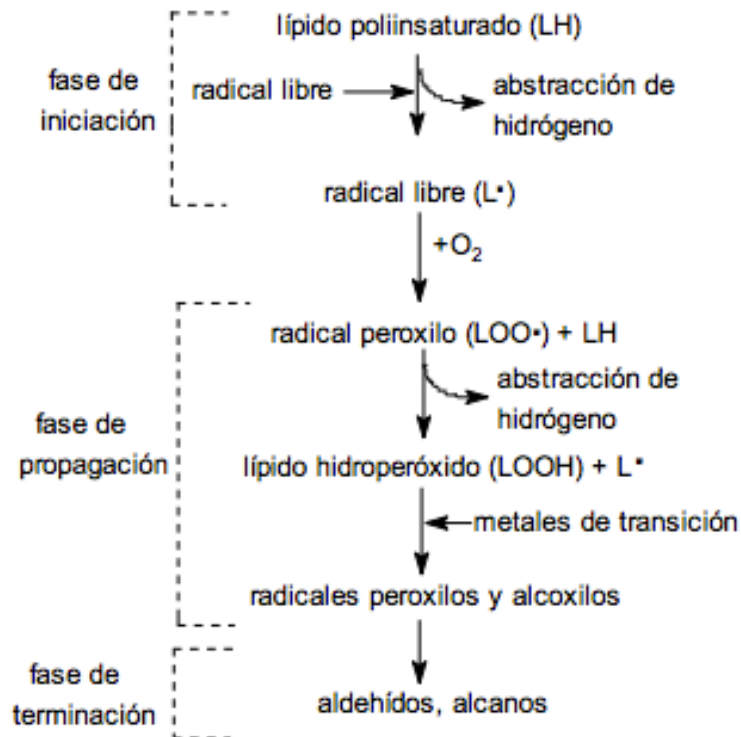 lípido poliinsaturado (LH)
fase de
iniciación
radical libre
abstracción de
hidrógeno
radical libre (L•)
+O₂
radical peroxilo (LOO•) + LH
abstracción de
hidrógeno
fase de
propagación
lípido hidroperóxido (LOOH) + L•
metales de transición
radicales peroxilos y alcoxilos
fase de
terminación
aldehídos, alcanos